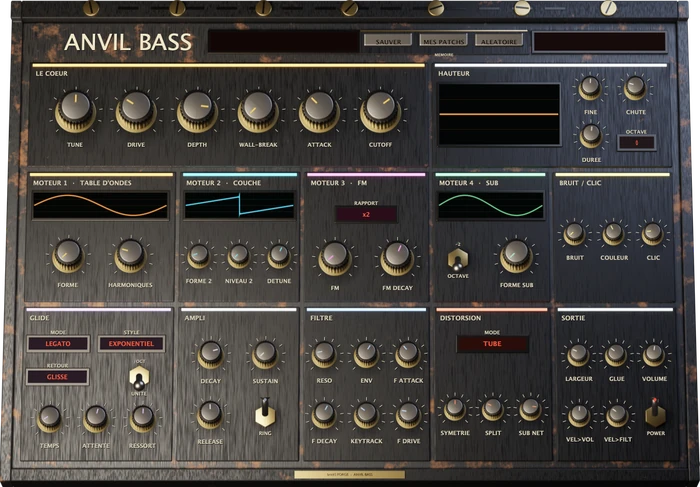 ANVIL BASS
SAUVER MES PATCHS ALEATOIRE
MEMOIRE
LE COEUR
TUNE DRIVE DEPTH WALL-BREAK ATTACK CUTOFF
HAUTEUR
FINE CHUTE
DUREE OCTAVE
MOTEUR 1 · TABLE D'ONDES
FORME HARMONIQUES
MOTEUR 2 · COUCHE
FORME 2 NIVEAU 2 DETUNE
MOTEUR 3 · FM
RAPPORT
x2
FM FM DECAY
MOTEUR 4 · SUB
-2
OCTAVE FORME SUB
BRUIT / CLIC
BRUIT COULEUR CLIC
GLIDE
MODE STYLE
LEGATO EXPONENTIEL
RETOUR
GLISSE
OCT
UNITE
TEMPS ATTENTE RESSORT
AMPLI
DECAY SUSTAIN
RELEASE RING
FILTRE
RESO ENV F ATTACK
F DECAY KEYTRACK F DRIVE
DISTORSION
MODE
TUBE
SYMETRIE SPLIT SUB NET
SORTIE
LARGEUR GLUE VOLUME
VEL>VOL VEL>FILT POWER